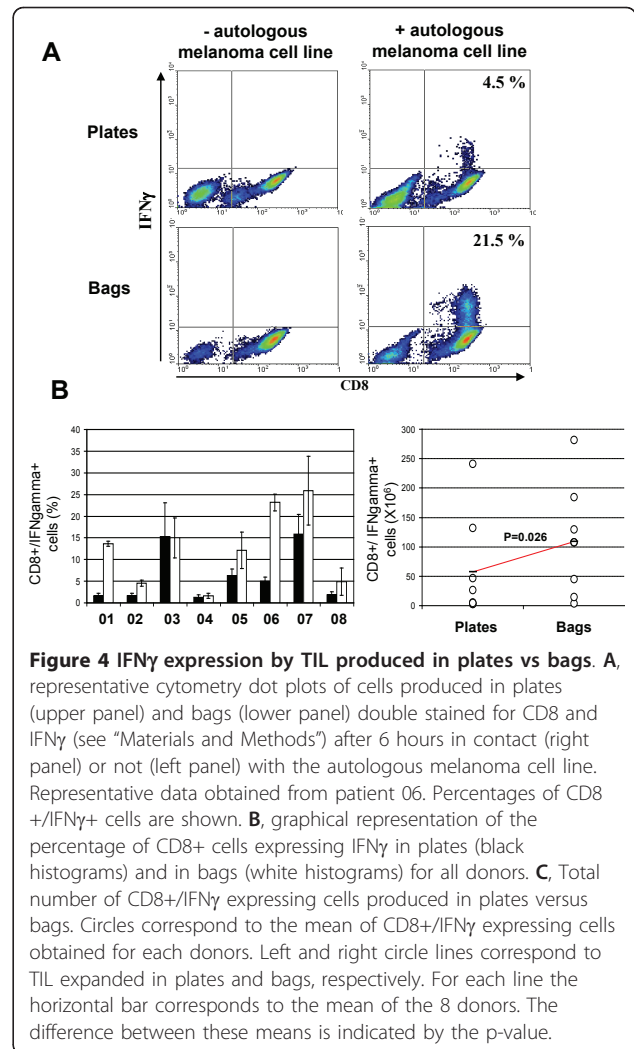 - autologous
melanoma cell line
+ autologous
melanoma cell line
A
Plates
4.5 %
Bags
21.5 %
IFNγ
CD8
10⁰ 10¹ 10² 10³ 10⁴
B
CD8+/IFNgamma+
cells (%)
40
35
30
25
20
15
10
5
0
01 02 03 04 05 06 07 08
CD8+/ IFNgamma+
cells (X10⁶)
300
250
200
150
100
50
0
P=0.026
Plates Bags
Figure 4 IFNγ expression by TIL produced in plates vs bags. A,
representative cytometry dot plots of cells produced in plates
(upper panel) and bags (lower panel) double stained for CD8 and
IFNγ (see “Materials and Methods”) after 6 hours in contact (right
panel) or not (left panel) with the autologous melanoma cell line.
Representative data obtained from patient 06. Percentages of CD8
+/IFNγ+ cells are shown. B, graphical representation of the
percentage of CD8+ cells expressing IFNγ in plates (black
histograms) and in bags (white histograms) for all donors. C, Total
number of CD8+/IFNγ expressing cells produced in plates versus
bags. Circles correspond to the mean of CD8+/IFNγ expressing cells
obtained for each donors. Left and right circle lines correspond to
TIL expanded in plates and bags, respectively. For each line the
horizontal bar corresponds to the mean of the 8 donors. The
difference between these means is indicated by the p-value.